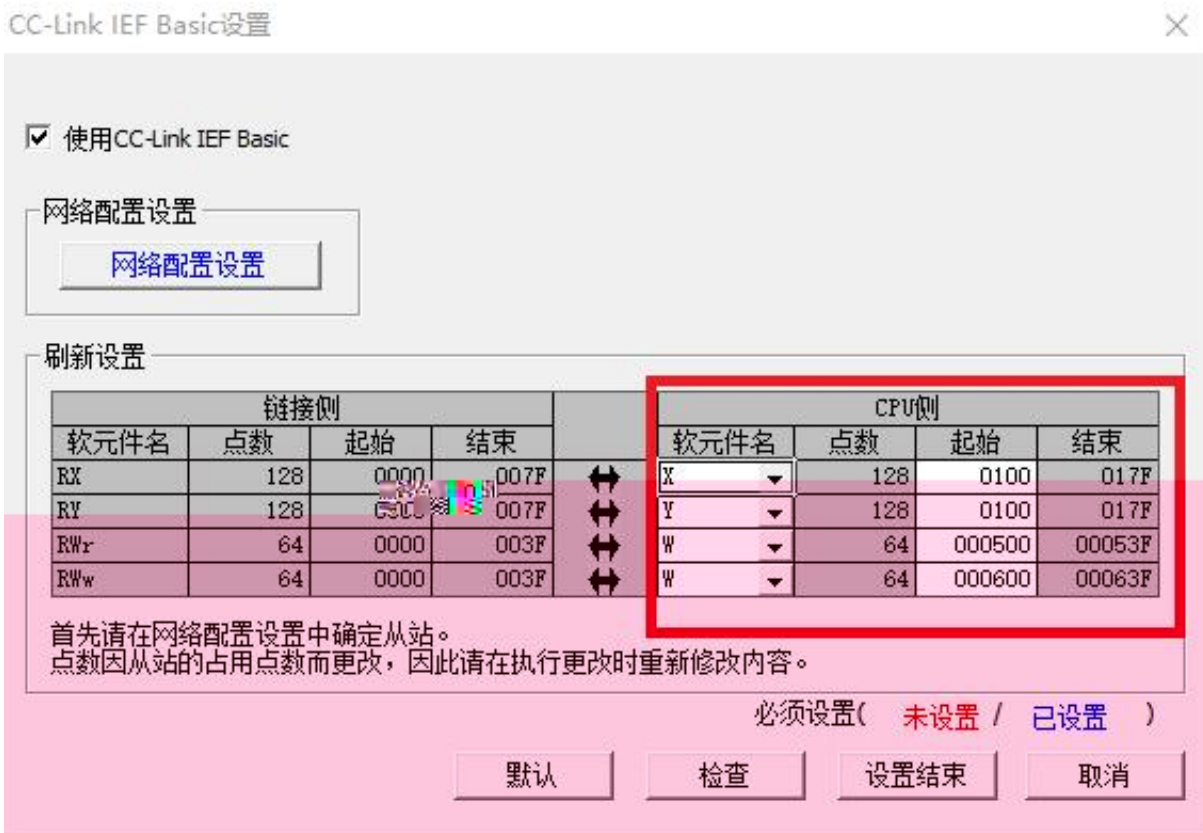 CC-Link IEF Basic设置
使用CC-Link IEF Basic
网络配置设置
网络配置设置
刷新设置
链接侧 CPU侧
软元件名 点数 起始 结束 软元件名 点数 起始 结束
RX 128 0000 007F X 128 0100 017F
RY 128 007F Y 128 0100 017F
RWr 64 0000 003F W 64 000500 00053F
RWw 64 0000 003F W 64 000600 00063F
首先请在网络配置设置中确定从站。
点数因从站的占用点数而更改，因此请在执行更改时重新修改内容。
必须设置( 未设置 / 已设置 )
默认 检查 设置结束 取消